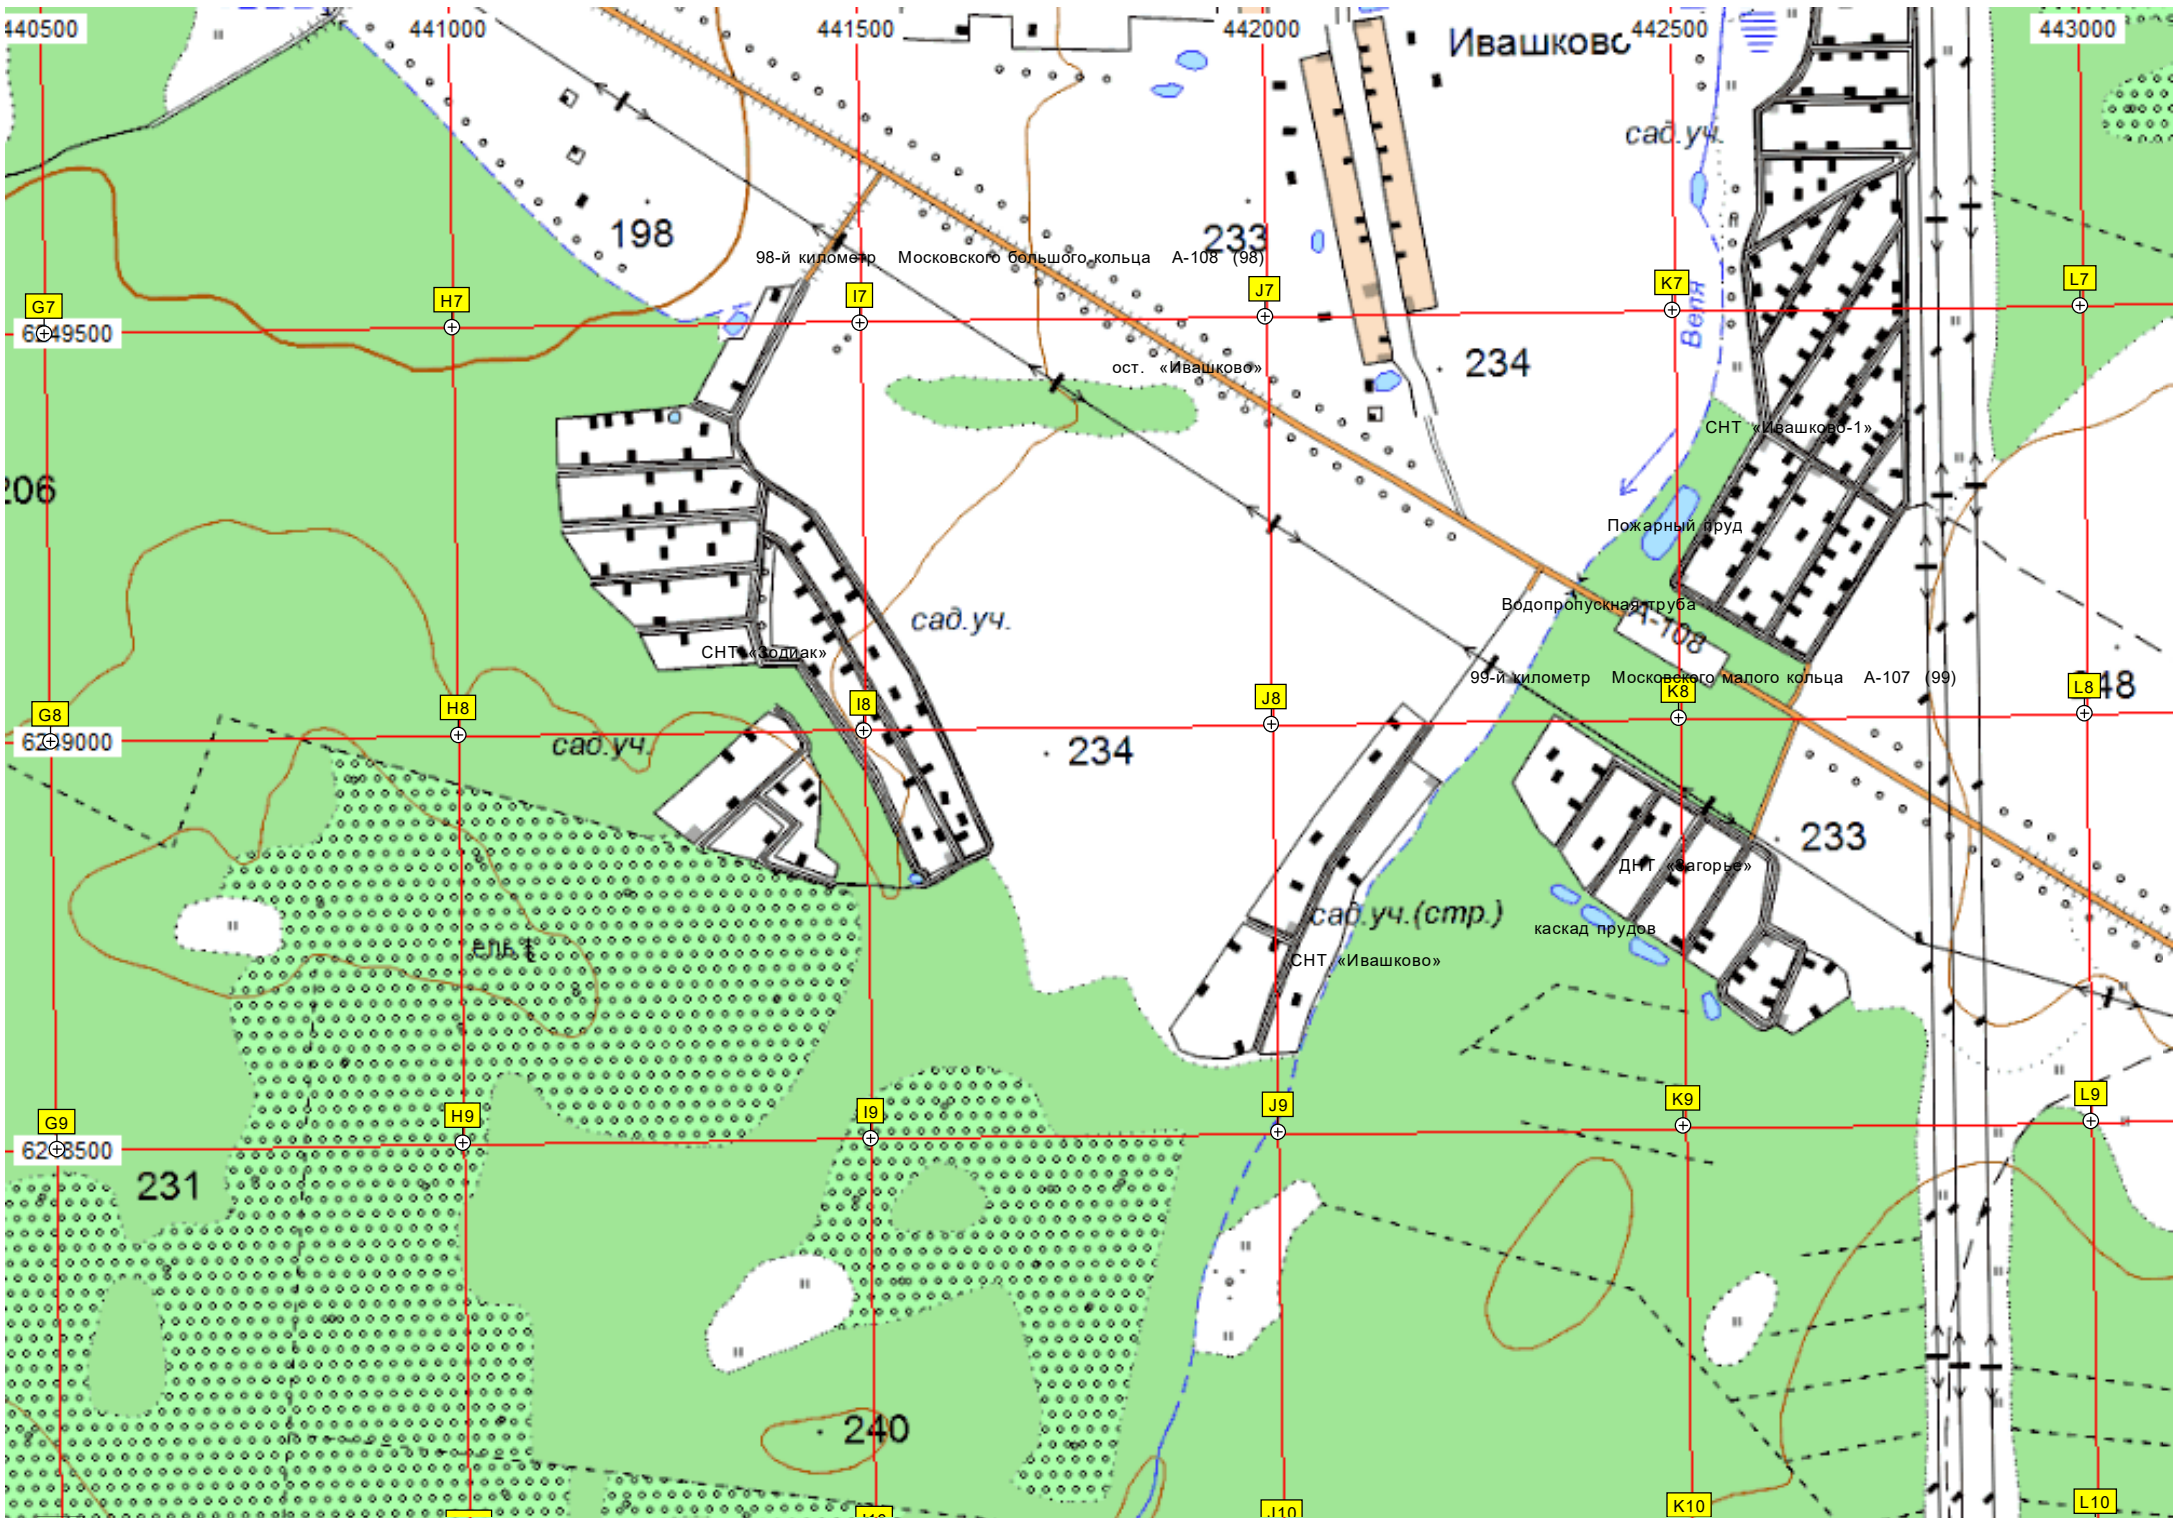 440500 441000 441500 442000 442500 443000
Ивашково
сад.уч.
198
233
98-й километр Московского большого кольца А-108 (98)
G7 H7 I7 J7 K7 L7
Веля
ост. «Ивашково»
234
СНТ «Ивашково-1»
206
Пожарный пруд
Водопропускная труба
сад.уч.
А-108
СНТ «Зодиак»
99-й километр Московского малого кольца А-107 (99)
G8 H8 I8 J8 K8 L8
сад.уч.
234
233
ДНТ «Загорье»
сад.уч.(стр.)
каскад прудов
ель
СНТ «Ивашково»
G9 H9 I9 J9 K9 L9
231
240
J10 K10 L10